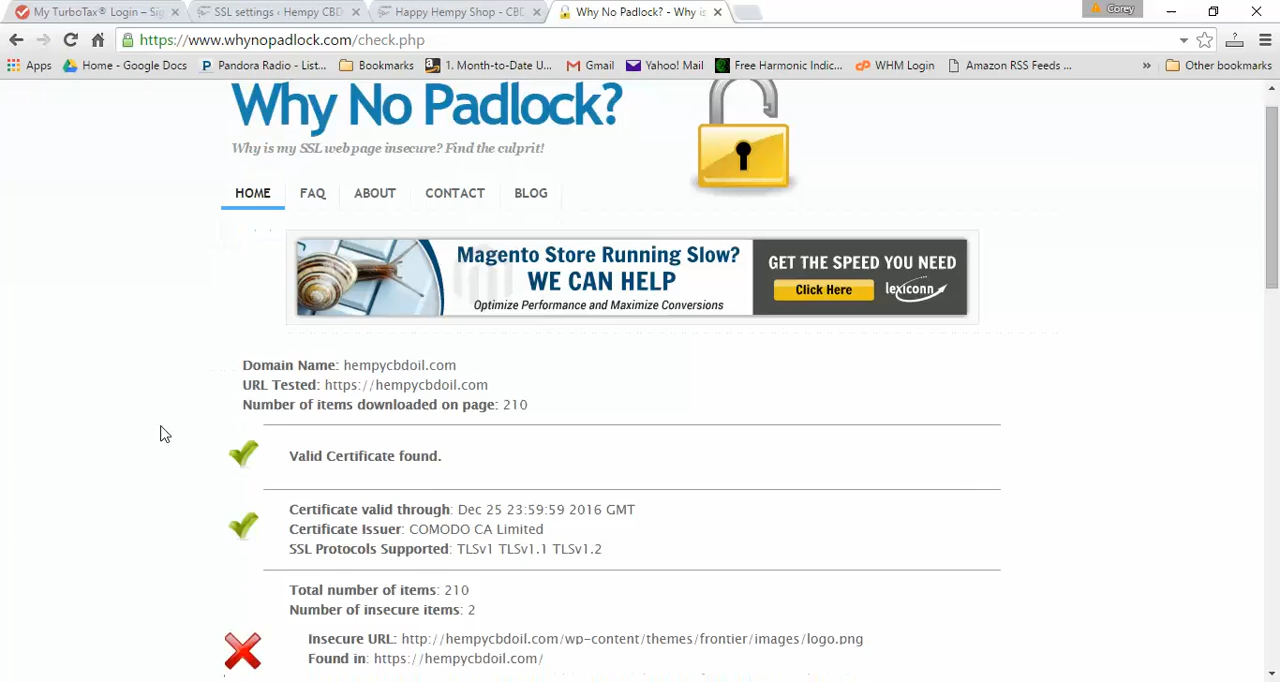 My TurboTax® Login – Sig
SSL settings ‹ Hempy CBD
Happy Hempy Shop - CBD
Why No Padlock? - Why is
Corey
https://www.whynopadlock.com/check.php
Apps
Home - Google Docs
Pandora Radio - List...
Bookmarks
1. Month-to-Date U...
Gmail
Yahoo! Mail
Free Harmonic Indic...
WHM Login
Amazon RSS Feeds ...
»
Other bookmarks
Why No Padlock?
Why is my SSL web page insecure? Find the culprit!
HOME
FAQ
ABOUT
CONTACT
BLOG
Magento Store Running Slow?
WE CAN HELP
Optimize Performance and Maximize Conversions
GET THE SPEED YOU NEED
Click Here
lexiconn
Domain Name: hempycbdoil.com
URL Tested: https://hempycbdoil.com
Number of items downloaded on page: 210
Valid Certificate found.
Certificate valid through: Dec 25 23:59:59 2016 GMT
Certificate Issuer: COMODO CA Limited
SSL Protocols Supported: TLSv1 TLSv1.1 TLSv1.2
Total number of items: 210
Number of insecure items: 2
Insecure URL: http://hempycbdoil.com/wp-content/themes/frontier/images/logo.png
Found in: https://hempycbdoil.com/